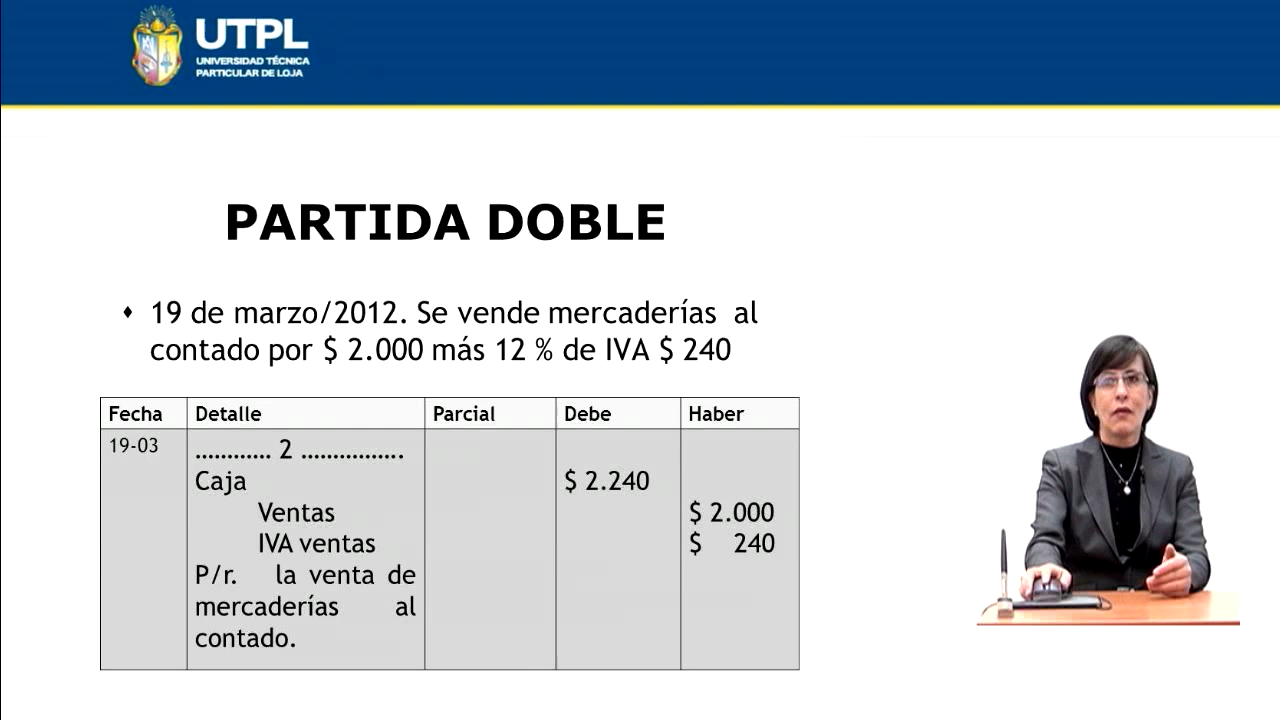 UTPL
UNIVERSIDAD TÉCNICA
PARTICULAR DE LOJA
PARTIDA DOBLE
19 de marzo/2012. Se vende mercaderías al
contado por $ 2.000 más 12 % de IVA $ 240
Fecha Detalle Parcial Debe Haber
19-03 ………… 2 …………….
Caja $ 2.240
Ventas $ 2.000
IVA ventas $ 240
P/r. la venta de
mercaderías al
contado.